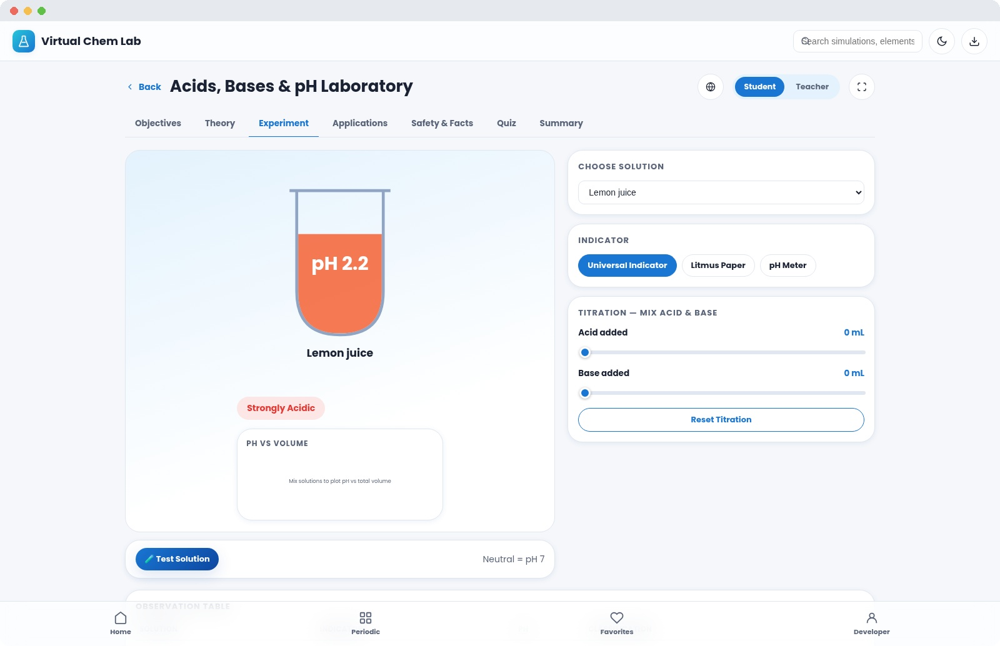 Virtual Chem Lab
Search simulations, elements
Back
Acids, Bases & pH Laboratory
Student
Teacher
Objectives
Theory
Experiment
Applications
Safety & Facts
Quiz
Summary
pH 2.2
Lemon juice
Strongly Acidic
PH VS VOLUME
Mix solutions to plot pH vs total volume
Test Solution
Neutral = pH 7
CHOOSE SOLUTION
Lemon juice
INDICATOR
Universal Indicator
Litmus Paper
pH Meter
TITRATION — MIX ACID & BASE
Acid added
0 mL
Base added
0 mL
Reset Titration
OBSERVATION TABLE
Home
Periodic
Favorites
Developer